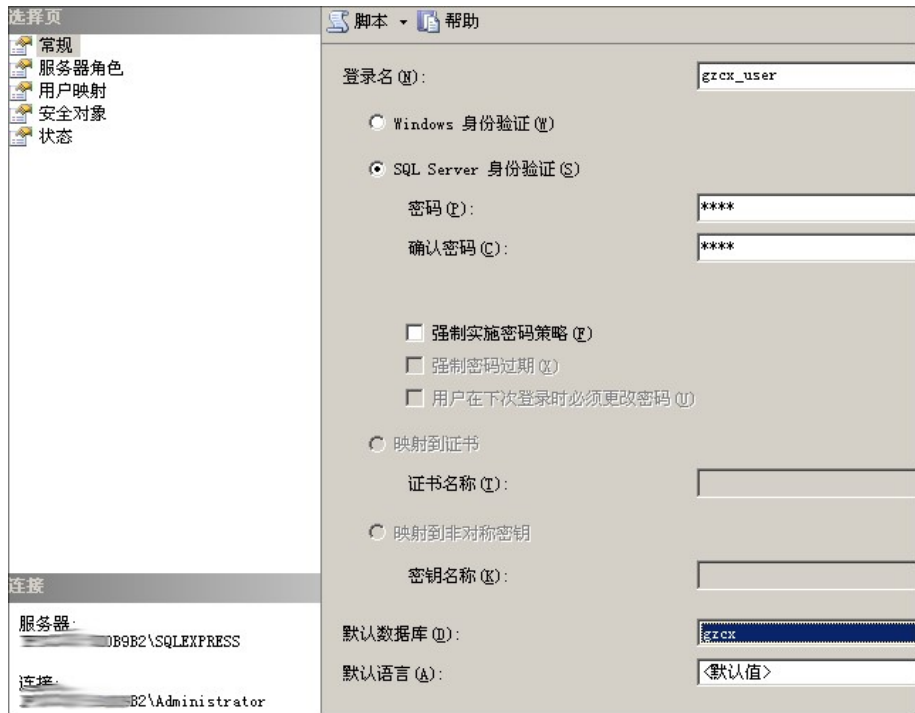 选择页
常规
服务器角色
用户映射
安全对象
状态
脚本 帮助
登录名(N): gzcx_user
Windows 身份验证(W)
SQL Server 身份验证(S)
密码(P): ****
确认密码(C): ****
强制实施密码策略(F)
强制密码过期(X)
用户在下次登录时必须更改密码(U)
映射到证书
证书名称(T):
映射到非对称密钥
密钥名称(K):
默认数据库(D): gzcx
默认语言(A): <默认值>
连接
服务器:
0B9B2\SQLEXPRESS
连接:
B2\Administrator